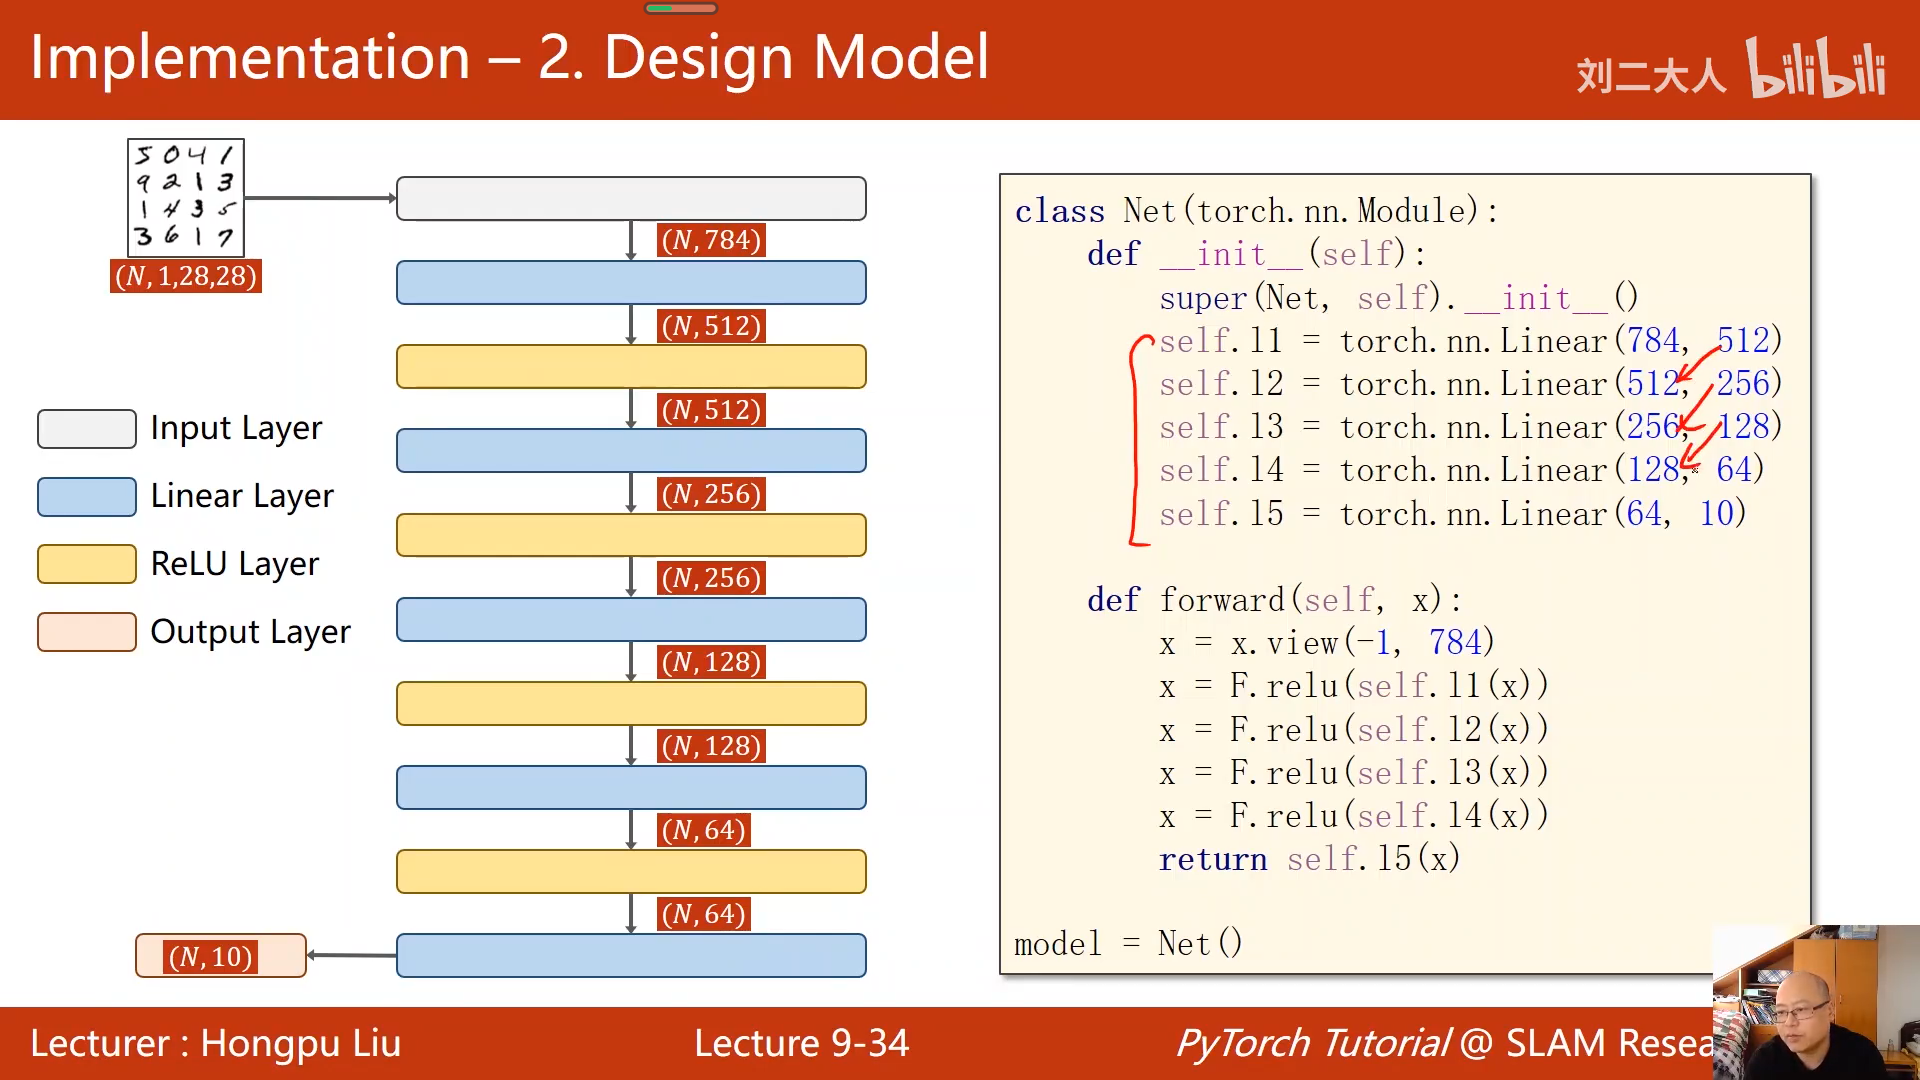 Implementation – 2. Design Model
刘二大人 bilibili
5 0 4 1
9 2 1 3
1 4 3 5
3 6 1 7
(N, 1,28,28)
(N, 784)
(N, 512)
(N, 512)
(N, 256)
(N, 256)
(N, 128)
(N, 128)
(N, 64)
(N, 64)
(N, 10)
Input Layer
Linear Layer
ReLU Layer
Output Layer
class Net(torch.nn.Module):
    def __init__(self):
        super(Net, self).__init__()
        self.l1 = torch.nn.Linear(784, 512)
        self.l2 = torch.nn.Linear(512, 256)
        self.l3 = torch.nn.Linear(256, 128)
        self.l4 = torch.nn.Linear(128, 64)
        self.l5 = torch.nn.Linear(64, 10)
    def forward(self, x):
        x = x.view(-1, 784)
        x = F.relu(self.l1(x))
        x = F.relu(self.l2(x))
        x = F.relu(self.l3(x))
        x = F.relu(self.l4(x))
        return self.l5(x)
model = Net()
Lecturer : Hongpu Liu
Lecture 9-34
PyTorch Tutorial @ SLAM Resea